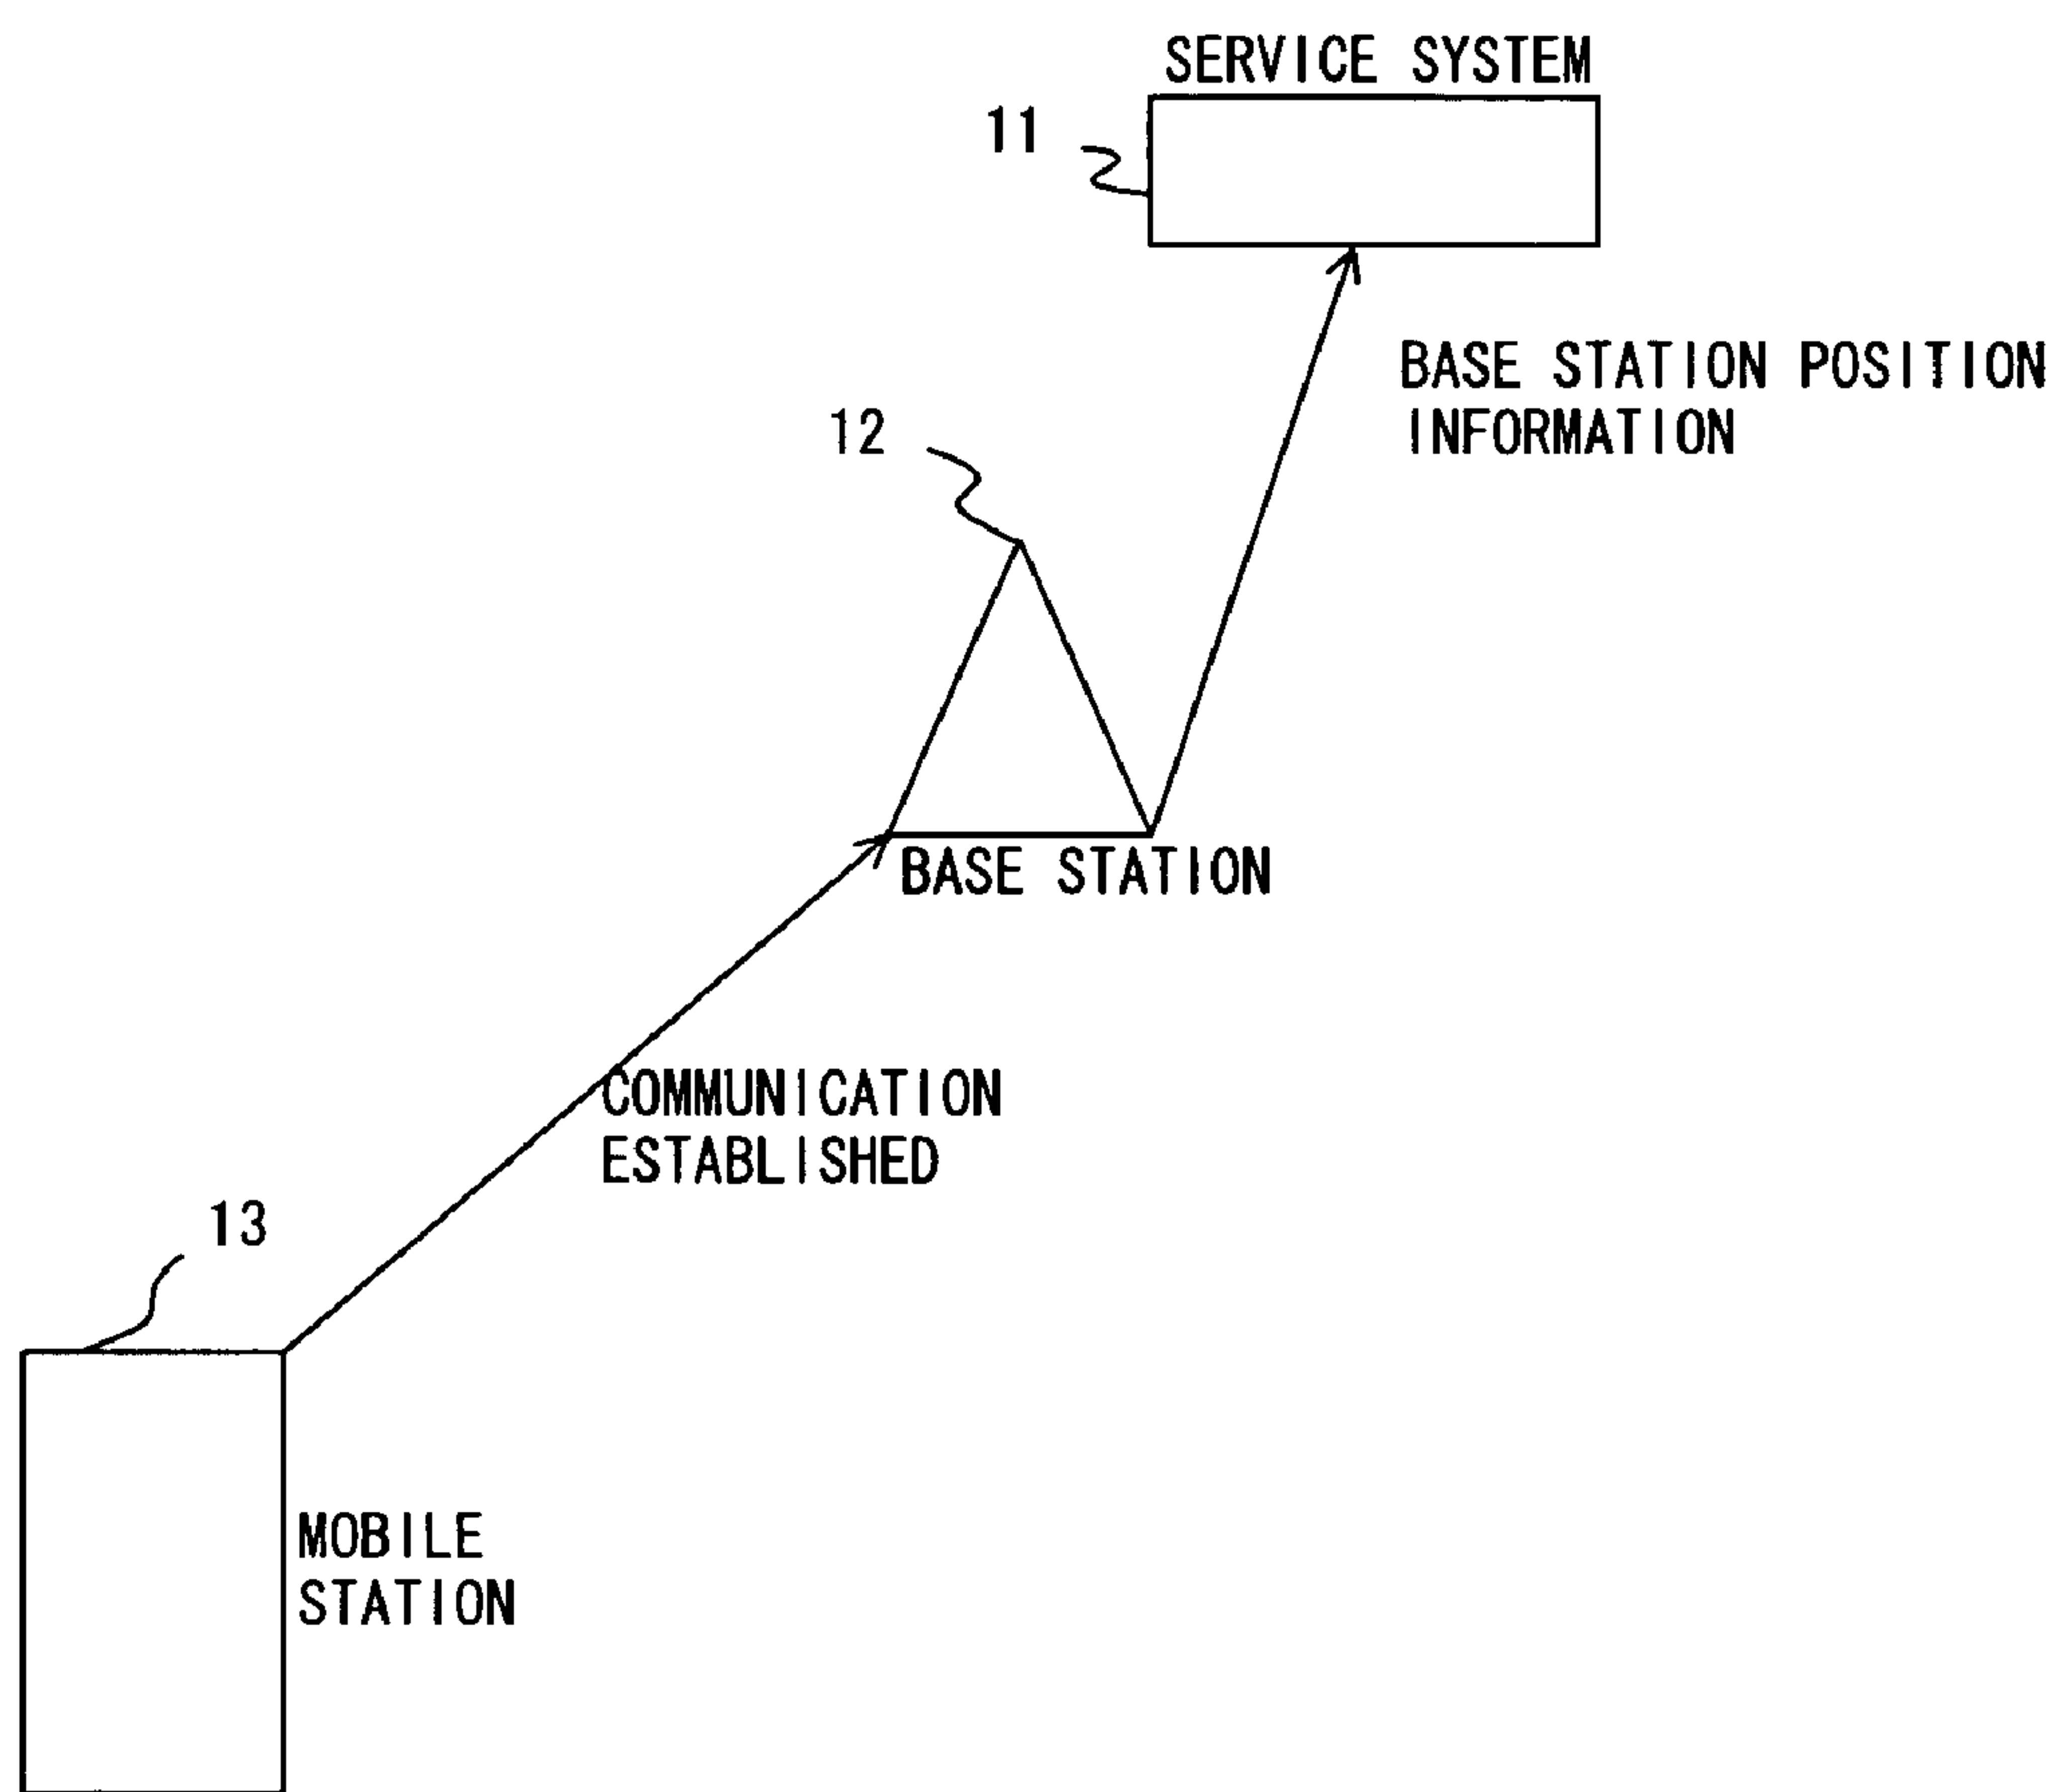 SERVICE SYSTEM
11
BASE STATION POSITION
INFORMATION
12
BASE STATION
COMMUNICATION
ESTABLISHED
13
MOBILE
STATION